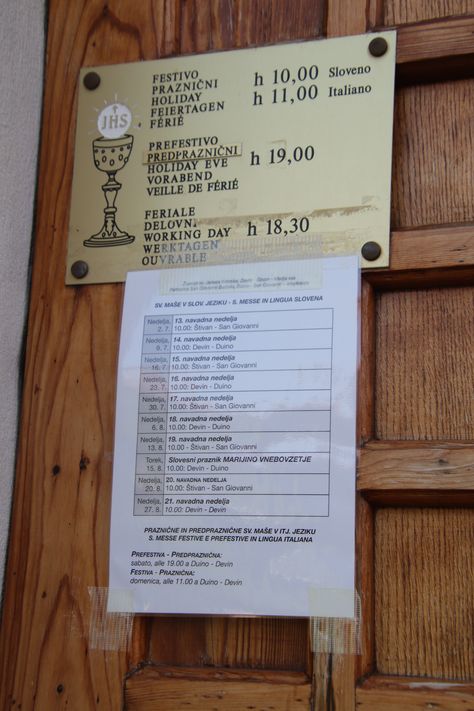 JHS
FESTIVO
PRAZNIČNI
HOLIDAY
FEIERTAGEN
FÉRIÉ
h 10,00 Sloveno
h 11,00 Italiano
PREFESTIVO
PREDPRAZNIČNI
HOLIDAY EVE
VORABEND
VEILLE DE FÉRIÉ
h 19,00
FERIALE
DELOVNI
WORKING DAY
WERKTAGEN
OUVRABLE
h 18,30
SV. MAŠE V SLOV. JEZIKU - S. MESSE IN LINGUA SLOVENA
Nedelja, 13. navadna nedelja
2. 7. 10.00: Štivan - San Giovanni
Nedelja, 14. navadna nedelja
9. 7. 10.00: Devin - Duino
Nedelja, 15. navadna nedelja
16. 7. 10.00: Štivan - San Giovanni
Nedelja, 16. navadna nedelja
23. 7. 10.00: Devin - Duino
Nedelja, 17. navadna nedelja
30. 7. 10.00: Štivan - San Giovanni
Nedelja, 18. navadna nedelja
6. 8. 10.00: Devin - Duino
Nedelja, 19. navadna nedelja
13. 8. 10.00: Štivan - San Giovanni
Torek, Slovesni praznik MARIJINO VNEBOVZETJE
15. 8. 10.00: Devin - Duino
Nedelja, 20. NAVADNA NEDELJA
20. 8. 10.00: Štivan - San Giovanni
Nedelja, 21. navadna nedelja
27. 8. 10.00: Devin - Devin
PRAZNIČNE IN PREDPRAZNIČNE SV. MAŠE V ITJ. JEZIKU
S. MESSE FESTIVE E PREFESTIVE IN LINGUA ITALIANA
PREFESTIVA - PREDPRAZNIČNA:
sabato, alle 19.00 a Duino - Devin
FESTIVA - PRAZNIČNA:
domenica, alle 11.00 a Duino - Devin